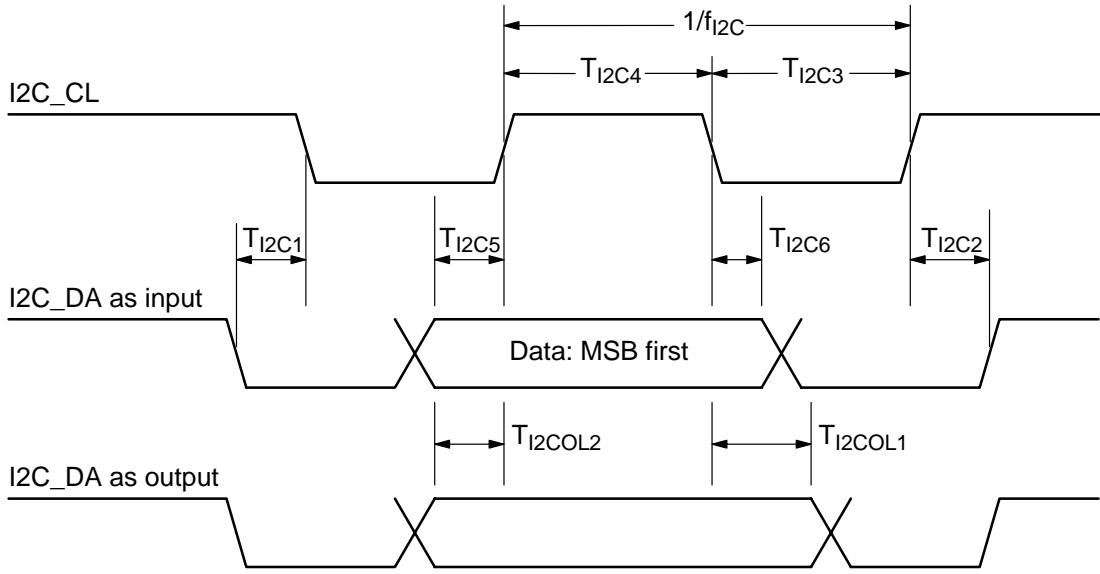 1/fI2C
TI2C4 TI2C3
I2C_CL
TI2C1 TI2C5 TI2C6 TI2C2
I2C_DA as input
Data: MSB first
TI2COL2 TI2COL1
I2C_DA as output